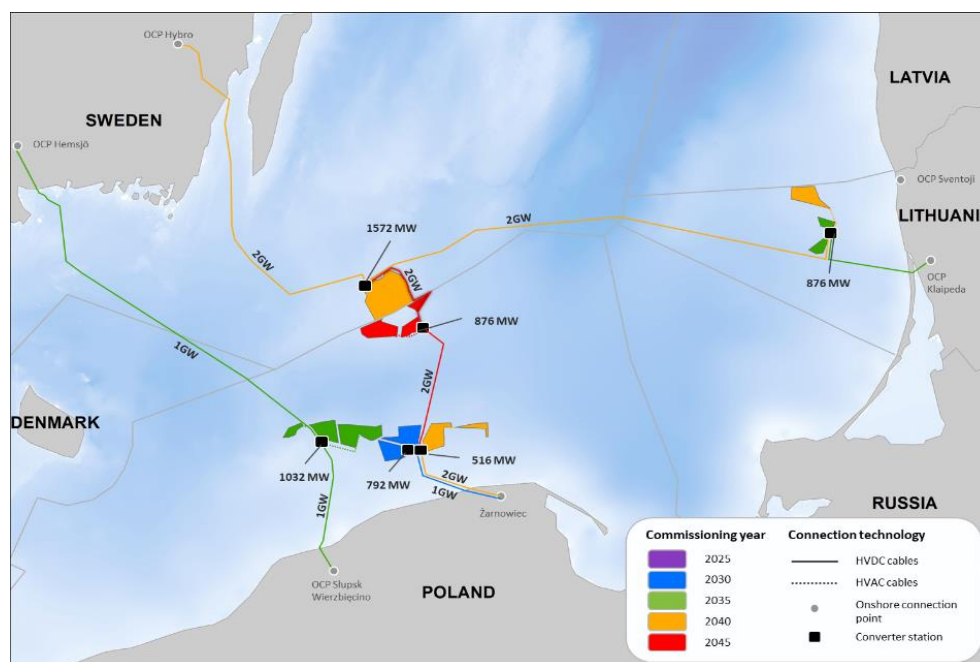 OCP Hybro
LATVIA
SWEDEN
OCP Hemsjö
OCP Sventoji
2GW
LITHUANI
1572 MW
2GW
2GW
OCP
Klaipeda
876 MW
876 MW
1GW
2GW
DENMARK
1032 MW
792 MW
516 MW
2GW
1GW
1GW
Żarnowiec
RUSSIA
OCP Słupsk
Wierzbięcino
POLAND
Commissioning year
2025
2030
2035
2040
2045
Connection technology
HVDC cables
HVAC cables
Onshore connection
point
Converter station